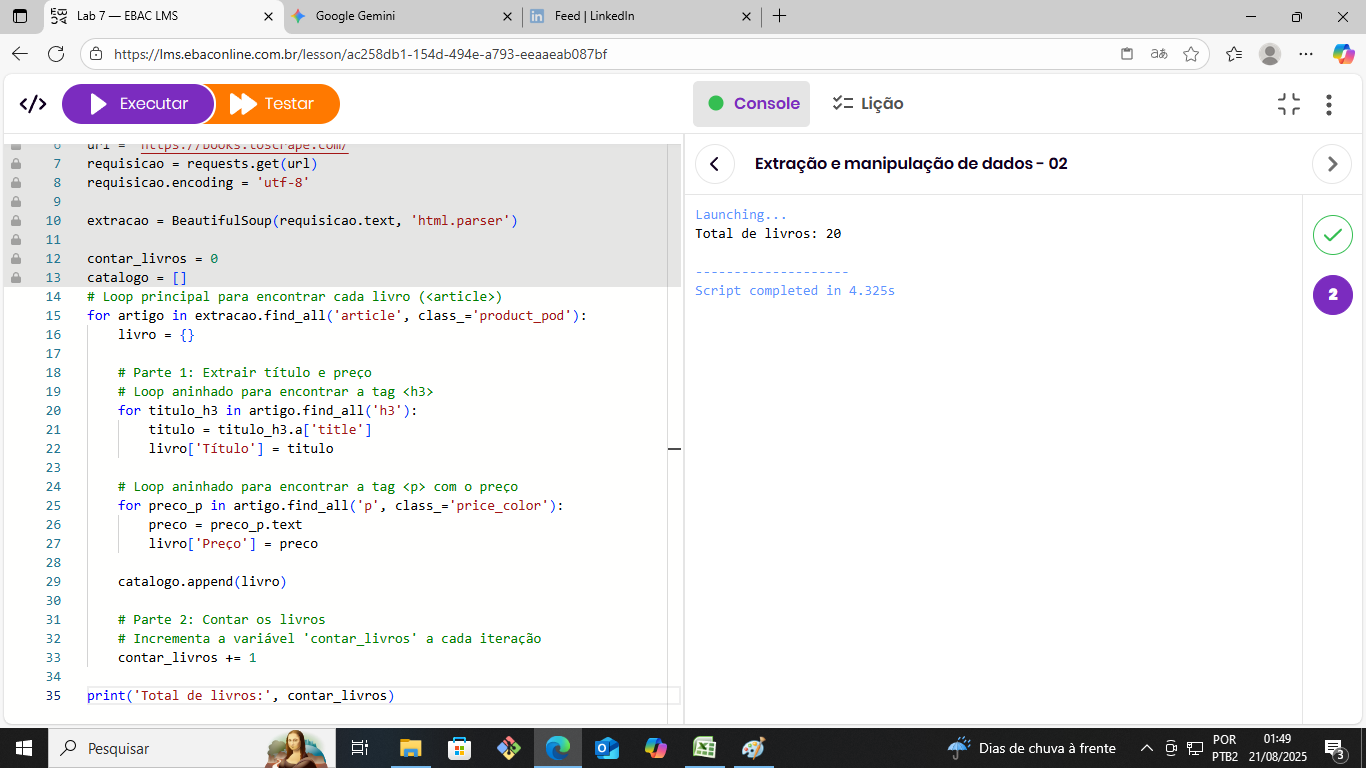 Lab 7 — EBAC LMS
Google Gemini
Feed | LinkedIn
https://lms.ebaconline.com.br/lesson/ac258db1-154d-494e-a793-eeaaeab087bf
</> Executar Testar
Console
Lição
6 url = 'https://books.toscrape.com/
7 requisicao = requests.get(url)
8 requisicao.encoding = 'utf-8'
9
10 extracao = BeautifulSoup(requisicao.text, 'html.parser')
11
12 contar_livros = 0
13 catalogo = []
14 # Loop principal para encontrar cada livro (<article>)
15 for artigo in extracao.find_all('article', class_='product_pod'):
16 livro = {}
17
18 # Parte 1: Extrair título e preço
19 # Loop aninhado para encontrar a tag <h3>
20 for titulo_h3 in artigo.find_all('h3'):
21 titulo = titulo_h3.a['title']
22 livro['Título'] = titulo
23
24 # Loop aninhado para encontrar a tag <p> com o preço
25 for preco_p in artigo.find_all('p', class_='price_color'):
26 preco = preco_p.text
27 livro['Preço'] = preco
28
29 catalogo.append(livro)
30
31 # Parte 2: Contar os livros
32 # Incrementa a variável 'contar_livros' a cada iteração
33 contar_livros += 1
34
35 print('Total de livros:', contar_livros)
Extração e manipulação de dados - 02
Launching...
Total de livros: 20
--------------------
Script completed in 4.325s
2
Pesquisar
Dias de chuva à frente
POR
PTB2
01:49
21/08/2025
3